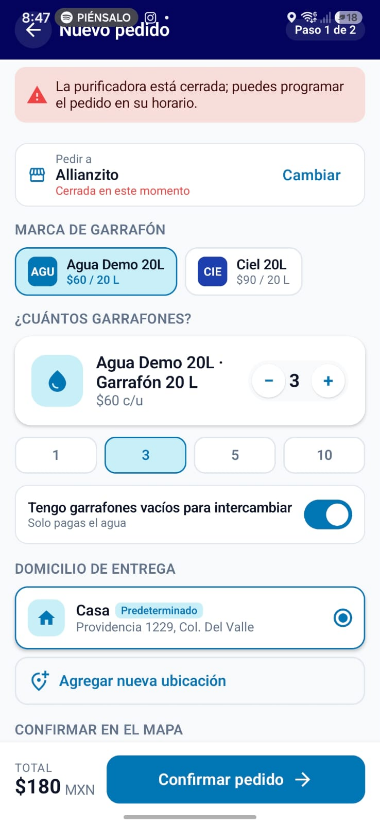 8:47 PIÉNSALO 18
Nuevo pedido Paso 1 de 2
La purificadora está cerrada; puedes programar
el pedido en su horario.
Pedir a
Allianzito
Cerrada en este momento
Cambiar
MARCA DE GARRAFÓN
AGU
Agua Demo 20L
$60 / 20 L
CIE
Ciel 20L
$90 / 20 L
¿CUÁNTOS GARRAFONES?
Agua Demo 20L ·
Garrafón 20 L
$60 c/u
− 3 +
1 3 5 10
Tengo garrafones vacíos para intercambiar
Solo pagas el agua
DOMICILIO DE ENTREGA
Casa Predeterminado
Providencia 1229, Col. Del Valle
Agregar nueva ubicación
CONFIRMAR EN EL MAPA
TOTAL
$180 MXN
Confirmar pedido →